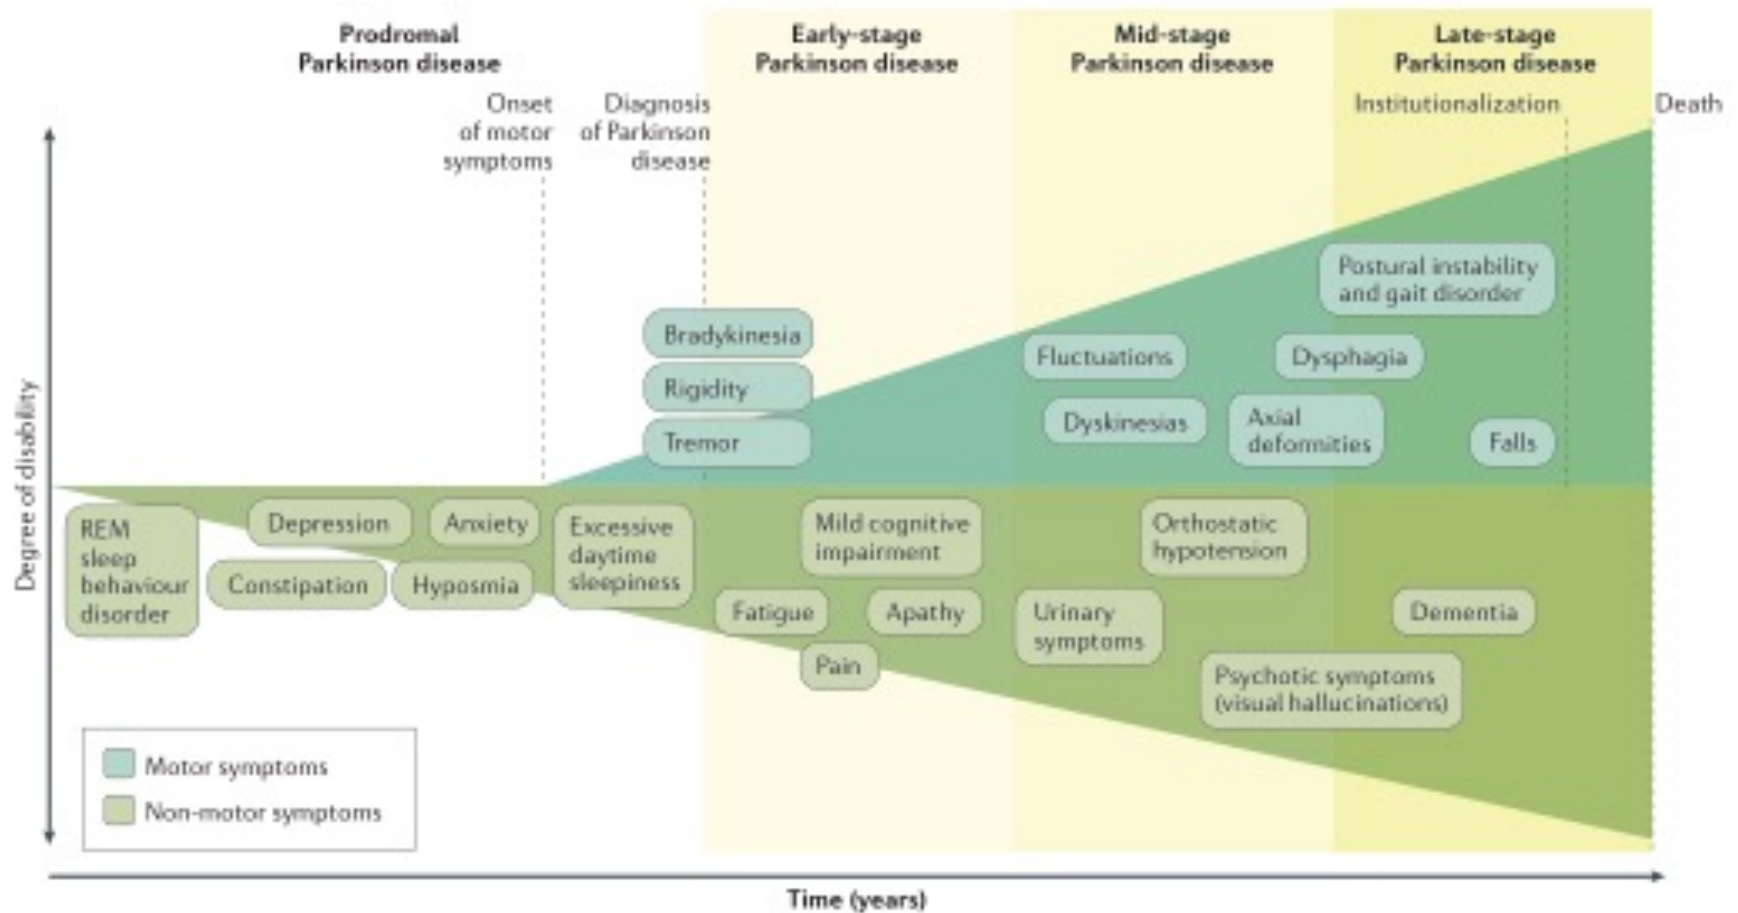 Prodromal
Parkinson disease
Early-stage
Parkinson disease
Mid-stage
Parkinson disease
Late-stage
Parkinson disease
Onset
of motor
symptoms
Diagnosis
of Parkinson
disease
Institutionalization
Death
Degree of disability
Bradykinesia
Rigidity
Tremor
Fluctuations
Dyskinesias
Postural instability
and gait disorder
Dysphagia
Axial
deformities
Falls
REM
sleep
behaviour
disorder
Depression
Constipation
Anxiety
Hyposmia
Excessive
daytime
sleepiness
Mild cognitive
impairment
Fatigue
Apathy
Pain
Orthostatic
hypotension
Urinary
symptoms
Dementia
Psychotic symptoms
(visual hallucinations)
Motor symptoms
Non-motor symptoms
Time (years)